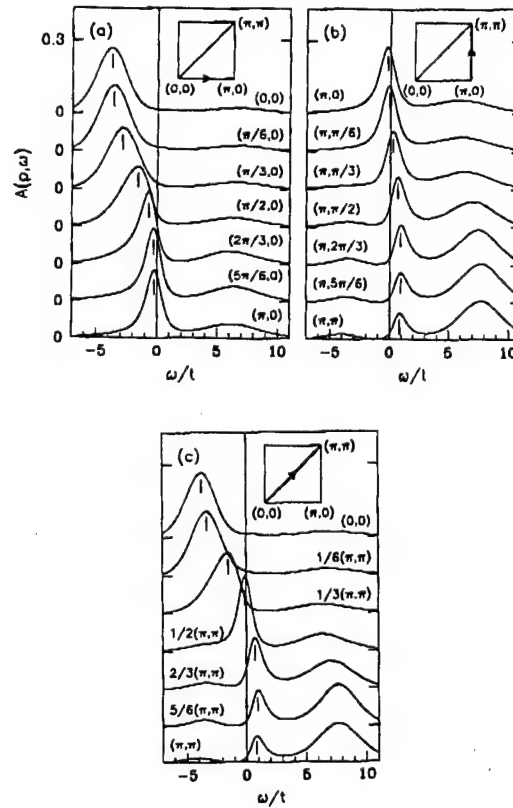 (a)
(π,π)
(0,0) (π,0)
0.3
0
0
0
0
0
0
0
A(p,ω)
(0,0)
(π/6,0)
(π/3,0)
(π/2,0)
(2π/3,0)
(5π/6,0)
(π,0)
-5 0 5 10
ω/t
(b)
(π,π)
(0,0) (π,0)
(π,0)
(π,π/6)
(π,π/3)
(π,π/2)
(π,2π/3)
(π,5π/6)
(π,π)
-5 0 5 10
ω/t
(c)
(π,π)
(0,0) (π,0)
(0,0)
1/6(π,π)
1/3(π,π)
1/2(π,π)
2/3(π,π)
5/6(π,π)
(π,π)
-5 0 5 10
ω/t